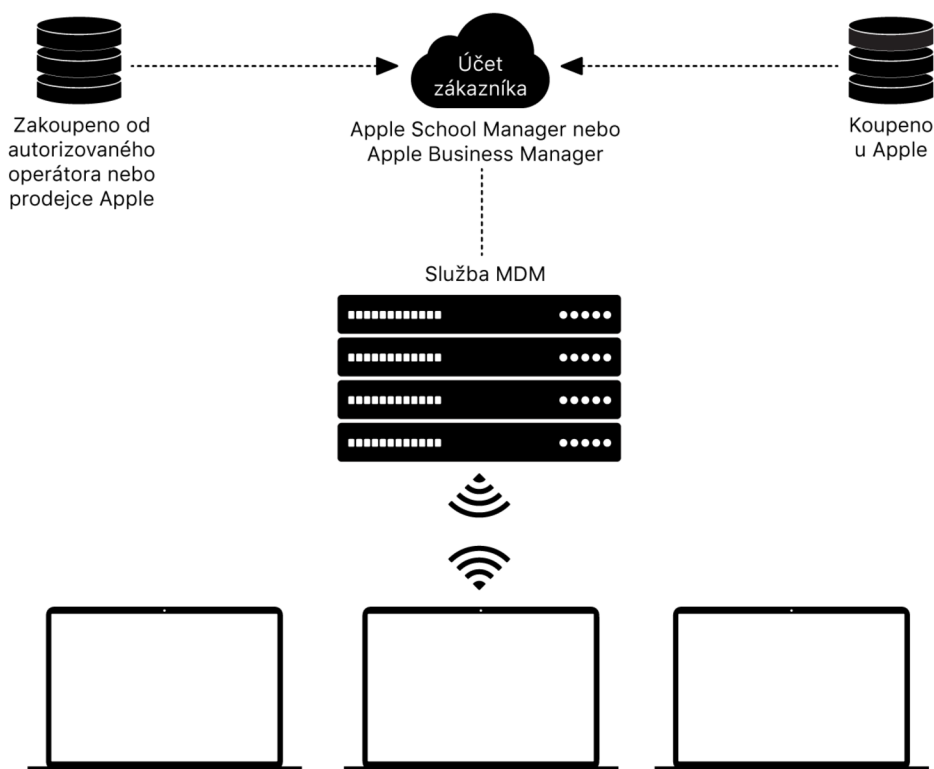 Účet
zákazníka
Zakoupeno od
autorizovaného
operátora nebo
prodejce Apple
Apple School Manager nebo
Apple Business Manager
Koupeno
u Apple
Služba MDM